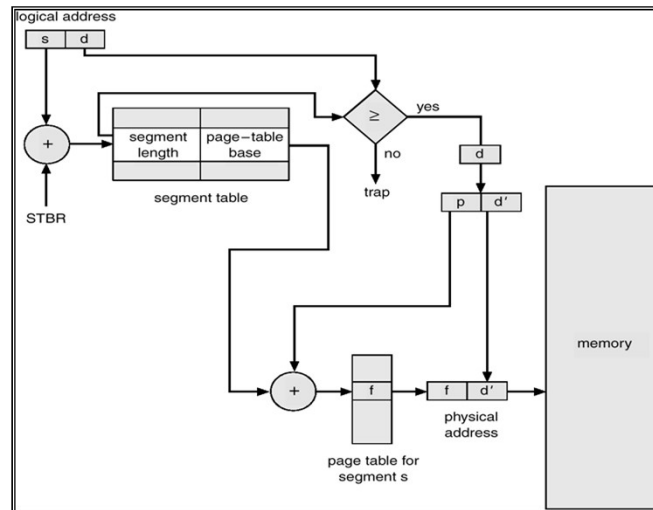 logical address
s d
≥
yes
no
trap
+
segment length
page–table base
segment table
STBR
d
p d′
memory
+
f
f d′
physical address
page table for segment s